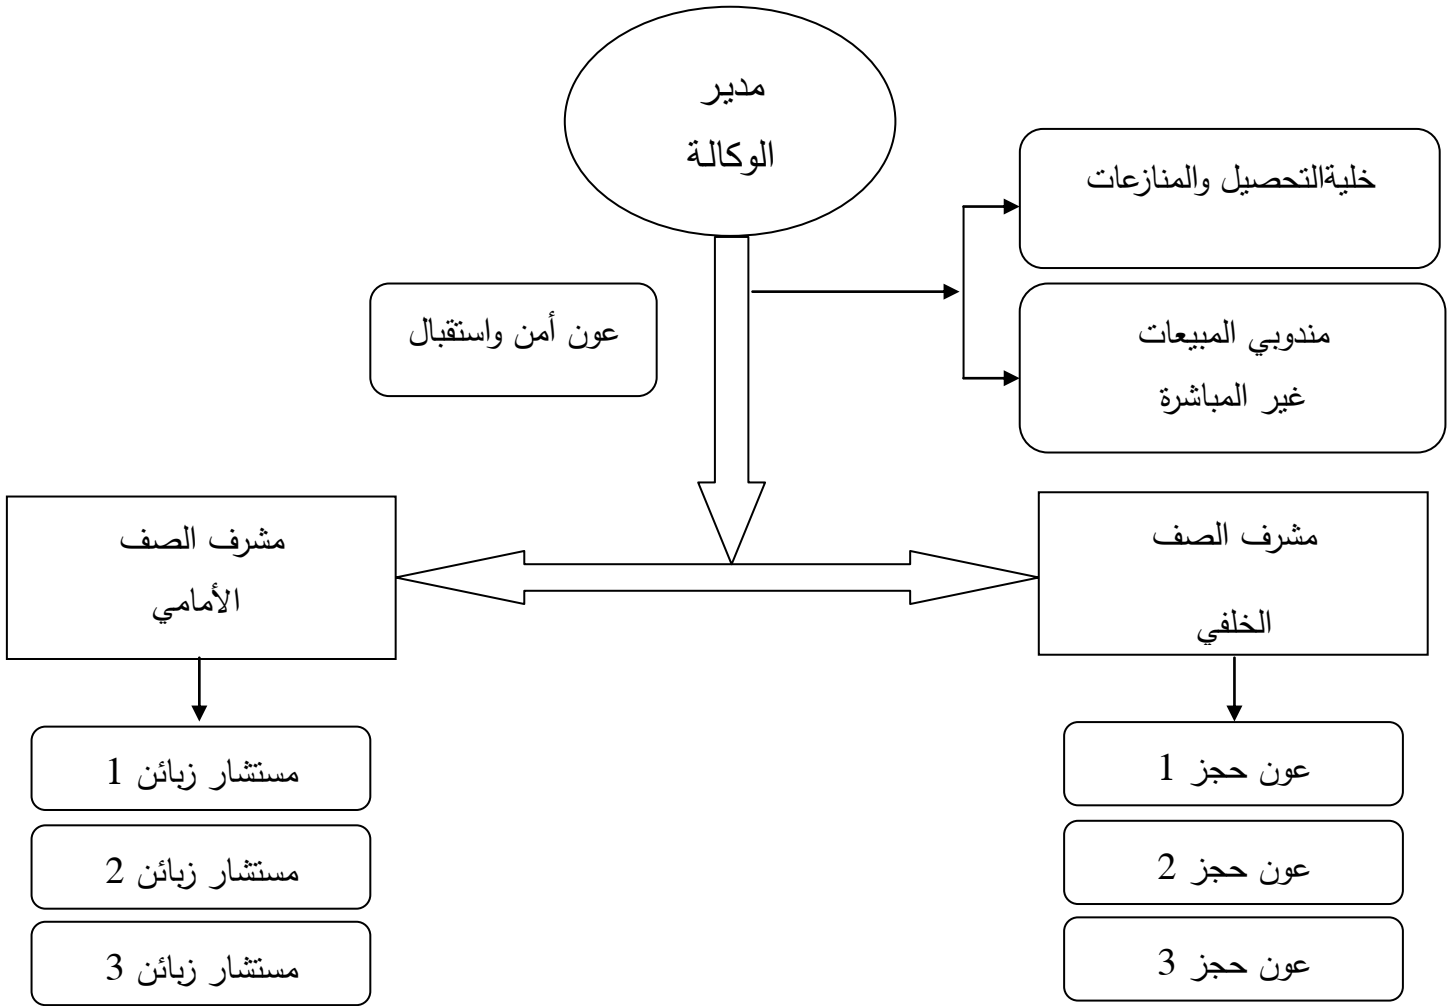 مدير
الوكالة
خليةالتحصيل والمنازعات
عون أمن واستقبال
مندوبي المبيعات
غير المباشرة
مشرف الصف
الخلفي
مشرف الصف
الأمامي
عون حجز 1
عون حجز 2
عون حجز 3
مستشار زبائن 1
مستشار زبائن 2
مستشار زبائن 3